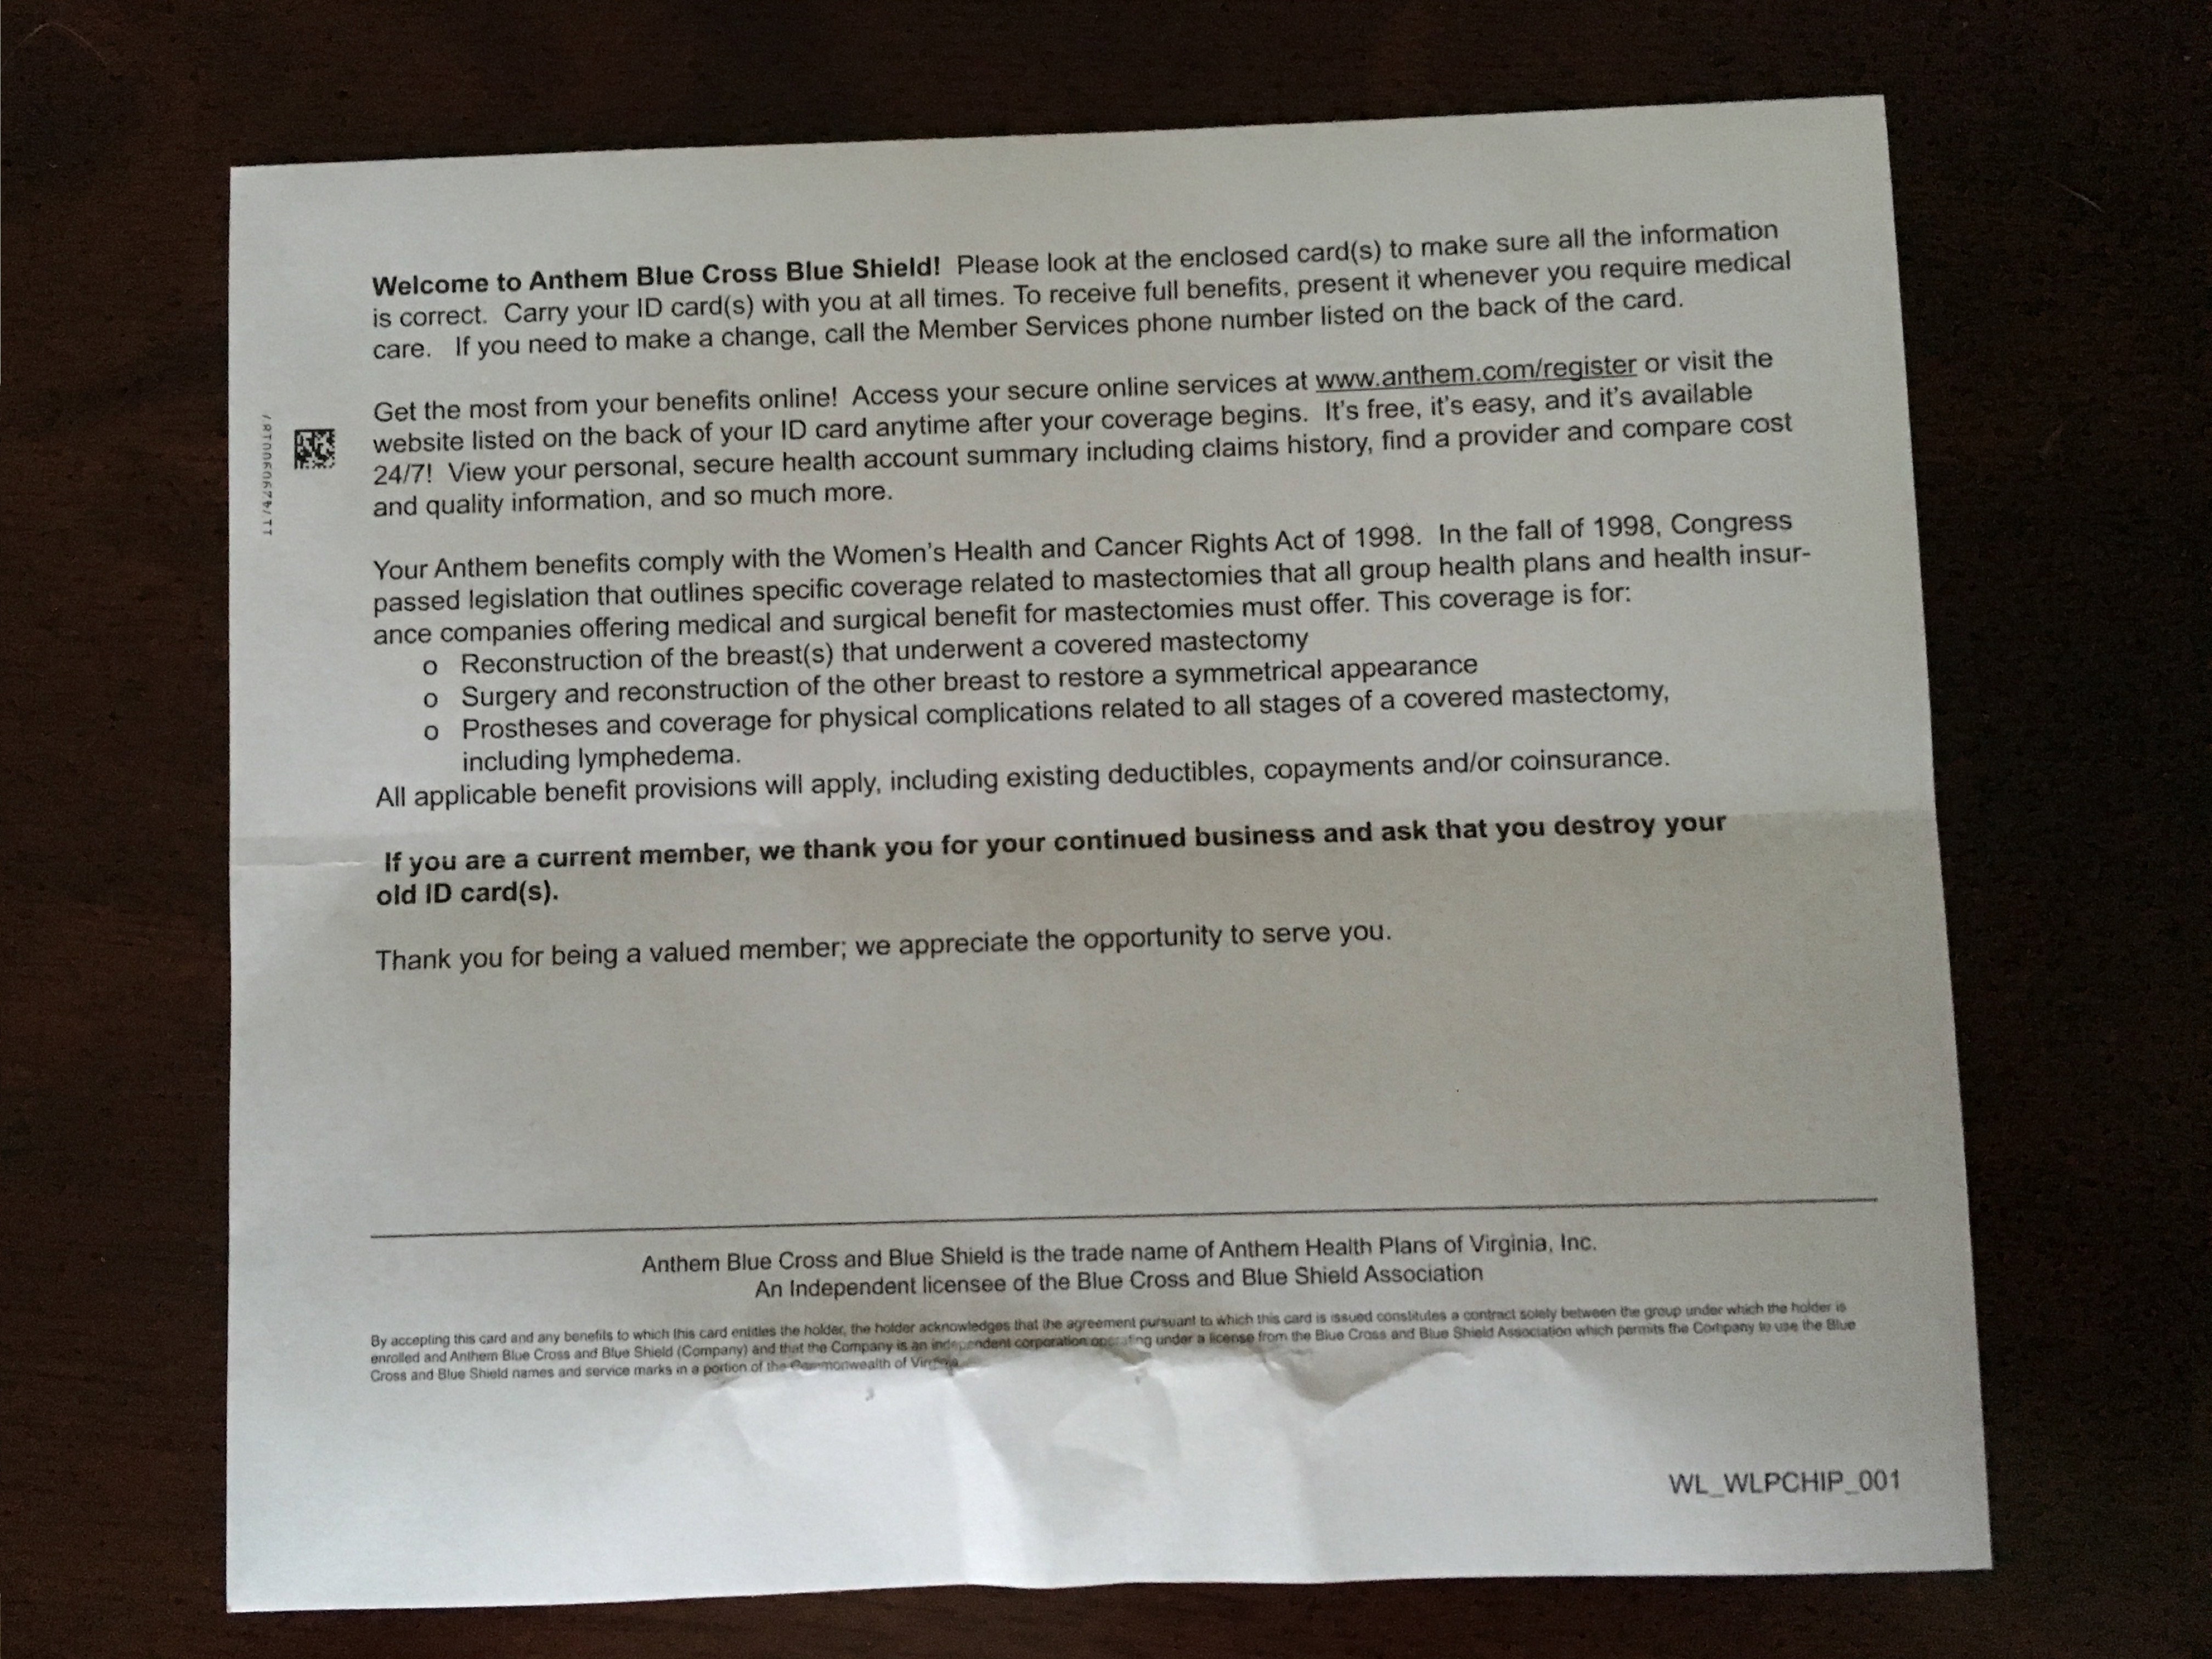 Welcome to Anthem Blue Cross Blue Shield! Please look at the enclosed card(s) to make sure all the information
is correct. Carry your ID card(s) with you at all times. To receive full benefits, present it whenever you require medical
care. If you need to make a change, call the Member Services phone number listed on the back of the card.
Get the most from your benefits online! Access your secure online services at www.anthem.com/register or visit the
website listed on the back of your ID card anytime after your coverage begins. It's free, it's easy, and it's available
24/7! View your personal, secure health account summary including claims history, find a provider and compare cost
and quality information, and so much more.
Your Anthem benefits comply with the Women's Health and Cancer Rights Act of 1998. In the fall of 1998, Congress
passed legislation that outlines specific coverage related to mastectomies that all group health plans and health insur-
ance companies offering medical and surgical benefit for mastectomies must offer. This coverage is for:
o Reconstruction of the breast(s) that underwent a covered mastectomy
o Surgery and reconstruction of the other breast to restore a symmetrical appearance
o Prostheses and coverage for physical complications related to all stages of a covered mastectomy,
including lymphedema.
All applicable benefit provisions will apply, including existing deductibles, copayments and/or coinsurance.
If you are a current member, we thank you for your continued business and ask that you destroy your
old ID card(s).
Thank you for being a valued member; we appreciate the opportunity to serve you.
Anthem Blue Cross and Blue Shield is the trade name of Anthem Health Plans of Virginia, Inc.
An Independent licensee of the Blue Cross and Blue Shield Association
By accepting this card and any benefits to which this card entitles the holder, the holder acknowledges that the agreement pursuant to which this card is issued constitutes a contract solely between the group under which the holder is
enrolled and Anthem Blue Cross and Blue Shield (Company) and that the Company is an independent corporation operating under a license from the Blue Cross and Blue Shield Association which permits the Company to use the Blue
Cross and Blue Shield names and service marks in a portion of the Commonwealth of Virginia.
WL_WLPCHIP_001